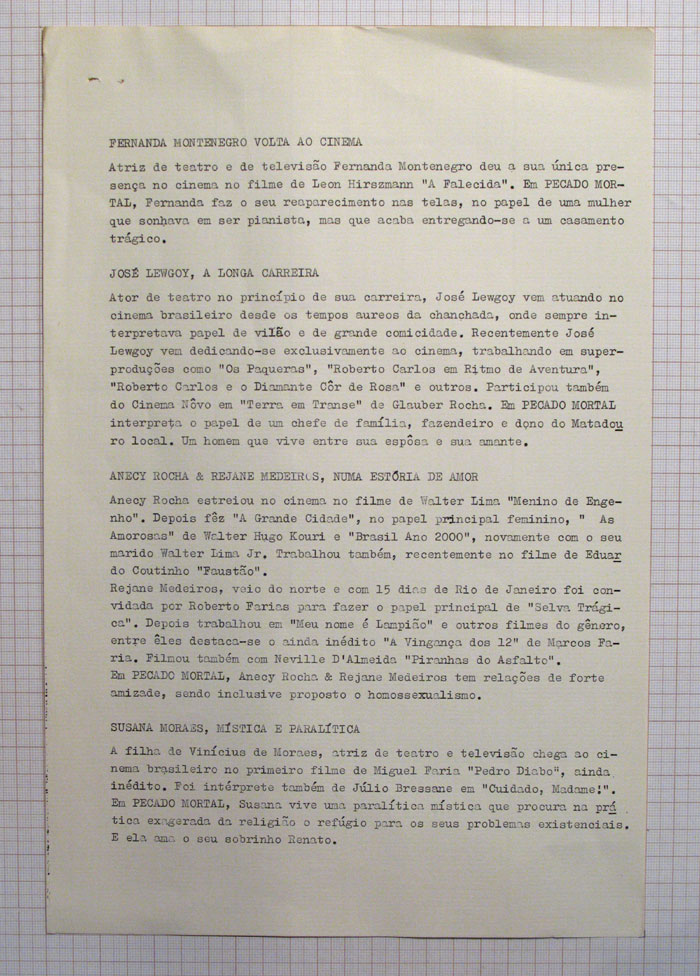 FERNANDA MONTENEGRO VOLTA AO CINEMA
Atriz de teatro e de televisão Fernanda Montenegro deu a sua única pre-
sença no cinema no filme de Leon Hirszmann "A Falecida". Em PECADO MOR-
TAL, Fernanda faz o seu reaparecimento nas telas, no papel de uma mulher
que sonhava em ser pianista, mas que acaba entregando-se a um casamento
trágico.
JOSÉ LEWGOY, A LONGA CARREIRA
Ator de teatro no princípio de sua carreira, José Lewgoy vem atuando no
cinema brasileiro desde os tempos aureos da chanchada, onde sempre in-
terpretava papel de vilão e de grande comicidade. Recentemente José
Lewgoy vem dedicando-se exclusivamente ao cinema, trabalhando em super-
produções como "Os Paqueras", "Roberto Carlos em Ritmo de Aventura",
"Roberto Carlos e o Diamante Côr de Rosa" e outros. Participou também
do Cinema Nôvo em "Terra em Transe" de Glauber Rocha. Em PECADO MORTAL
interpreta o papel de um chefe de família, fazendeiro e dono do Matadou
ro local. Um homem que vive entre sua espôsa e sua amante.
ANECY ROCHA & REJANE MEDEIROS, NUMA ESTÓRIA DE AMOR
Anecy Rocha estreiou no cinema no filme de Walter Lima "Menino de Enge-
nho". Depois fêz "A Grande Cidade", no papel principal feminino, " As
Amorosas" de Walter Hugo Kouri e "Brasil Ano 2000", novamente com o seu
marido Walter Lima Jr. Trabalhou também, recentemente no filme de Eduar
do Coutinho "Faustão".
Rejane Medeiros, veio do norte e com 15 dias de Rio de Janeiro foi con-
vidada por Roberto Farias para fazer o papel principal de "Selva Trági-
ca". Depois trabalhou em "Meu nome é Lampião" e outros filmes do gênero,
entre êles destaca-se o ainda inédito "A Vingança dos 12" de Marcos Fa-
ria. Filmou também com Neville D'Almeida "Piranhas do Asfalto".
Em PECADO MORTAL, Anecy Rocha & Rejane Medeiros tem relações de forte
amizade, sendo inclusive proposto o homossexualismo.
SUSANA MORAES, MÍSTICA E PARALÍTICA
A filha de Vinícius de Moraes, atriz de teatro e televisão chega ao ci-
nema brasileiro no primeiro filme de Miguel Faria "Pedro Diabo", ainda
inédito. Foi intérprete também de Júlio Bressane em "Cuidado, Madame!".
Em PECADO MORTAL, Susana vive uma paralítica mística que procura na prá
tica exagerada da religião o refúgio para os seus problemas existenciais.
E ela ama o seu sobrinho Renato.